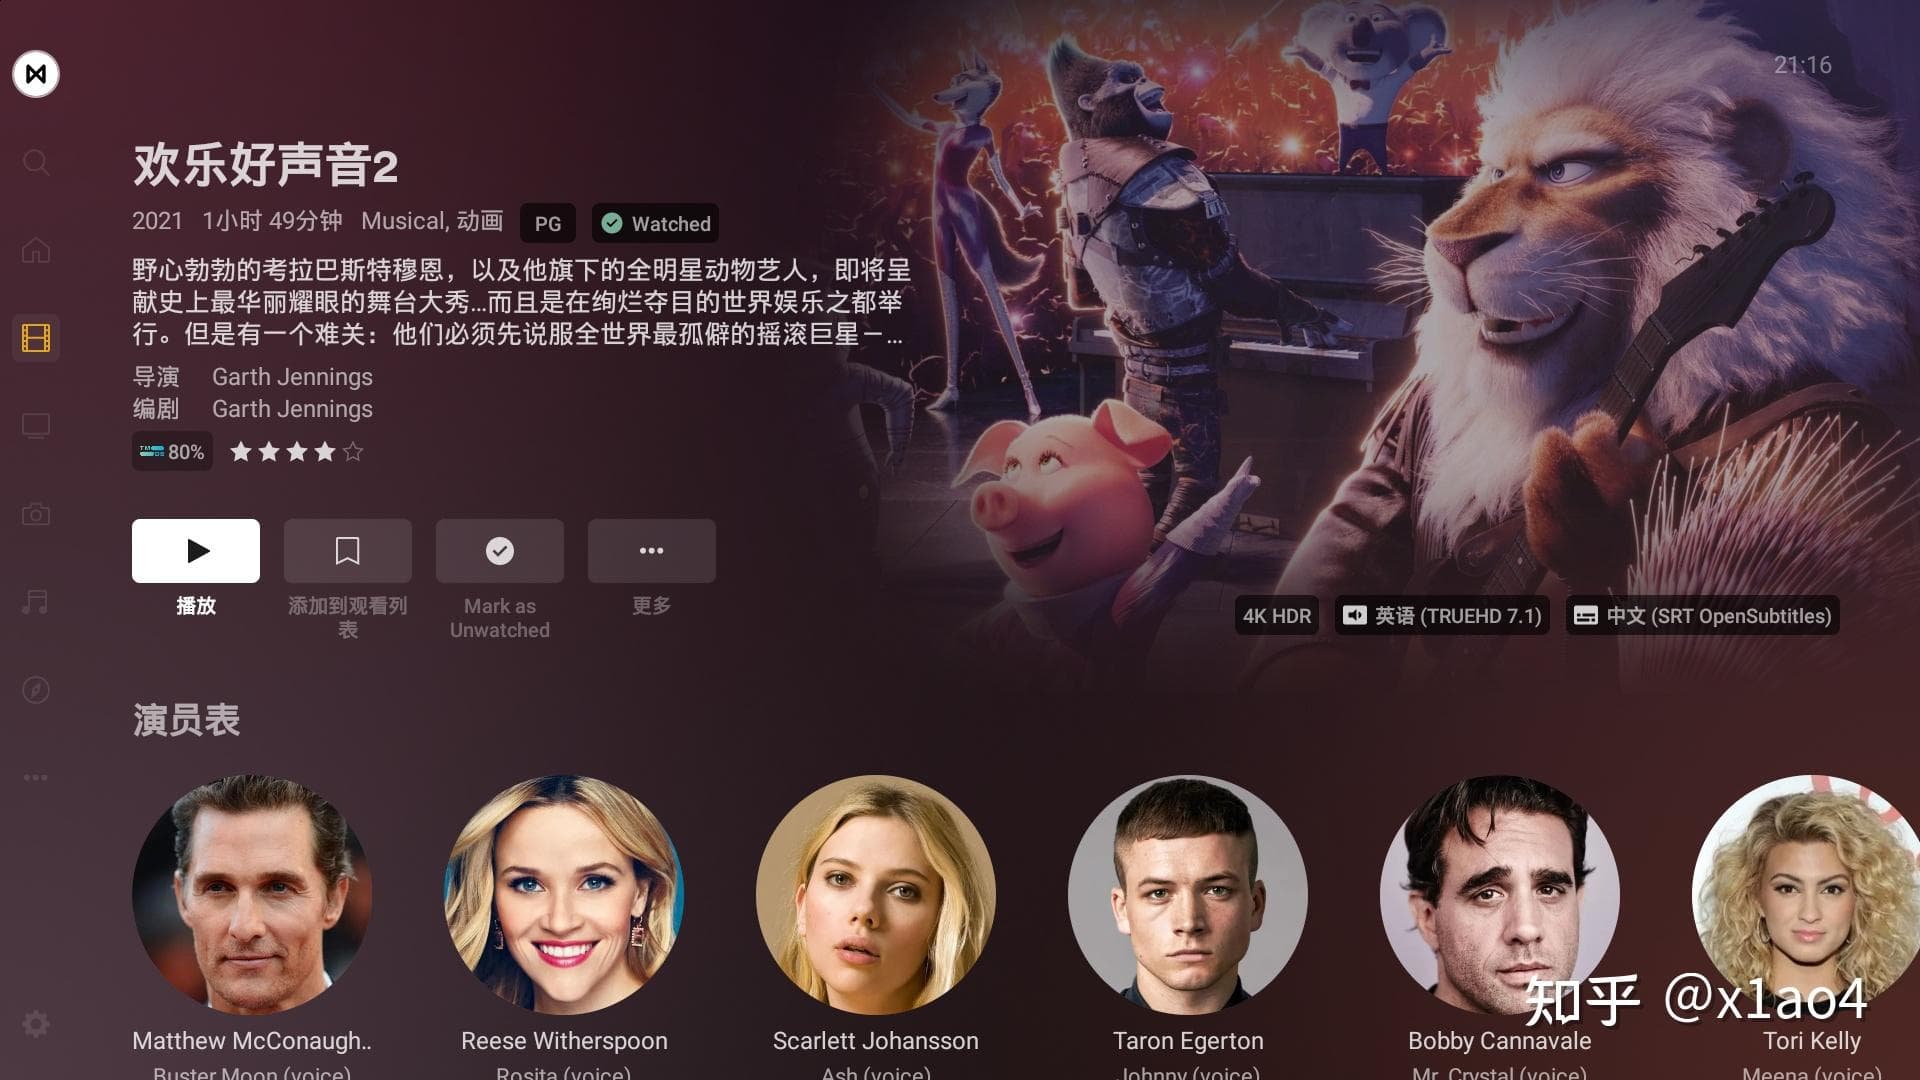 21:16
欢乐好声音2
2021 1小时 49分钟 Musical, 动画 PG Watched
野心勃勃的考拉巴斯特穆恩，以及他旗下的全明星动物艺人，即将呈
献史上最华丽耀眼的舞台大秀...而且是在绚烂夺目的世界娱乐之都举
行。但是有一个难关：他们必须先说服全世界最孤僻的摇滚巨星－...
导演 Garth Jennings
编剧 Garth Jennings
80%
播放 添加到观看列表 Mark as Unwatched 更多
4K HDR 英语 (TRUEHD 7.1) 中文 (SRT OpenSubtitles)
演员表
知乎 @x1ao4
Matthew McConaugh.. Reese Witherspoon Scarlett Johansson Taron Egerton Bobby Cannavale Tori Kelly
Buster Moon (voice) Rosita (voice) Ash (voice) Johnny (voice) Mr. Crystal (voice) Meena (voice)